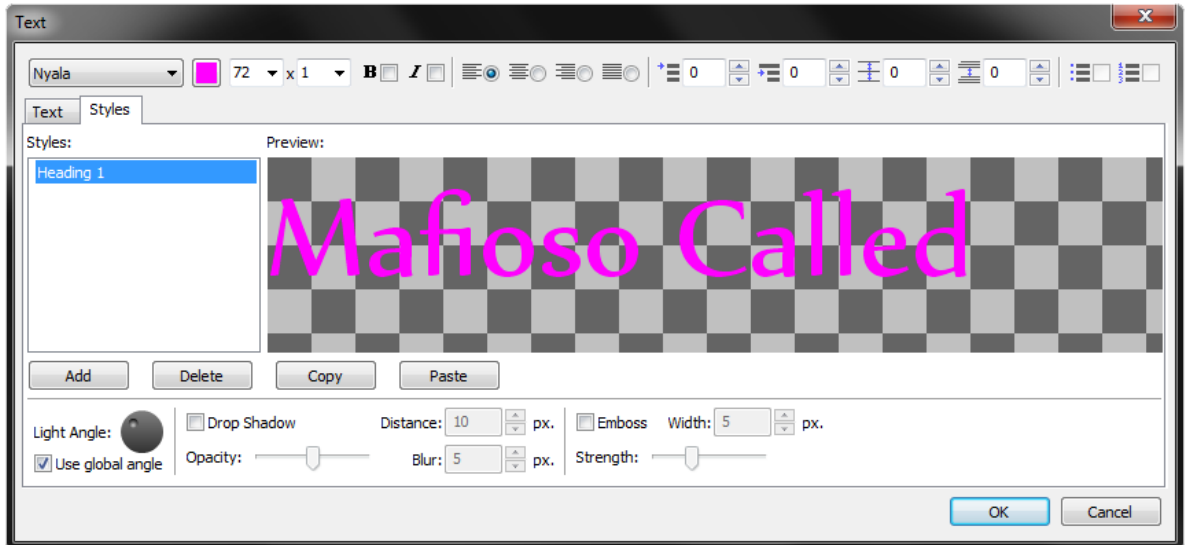 Text
Nyala 72 x 1 B I 0 0 0 0
Text Styles
Styles: Preview:
Heading 1
Mafioso Called
Add Delete Copy Paste
Light Angle: Drop Shadow Distance: 10 px. Emboss Width: 5 px.
Use global angle Opacity: Blur: 5 px. Strength:
OK Cancel